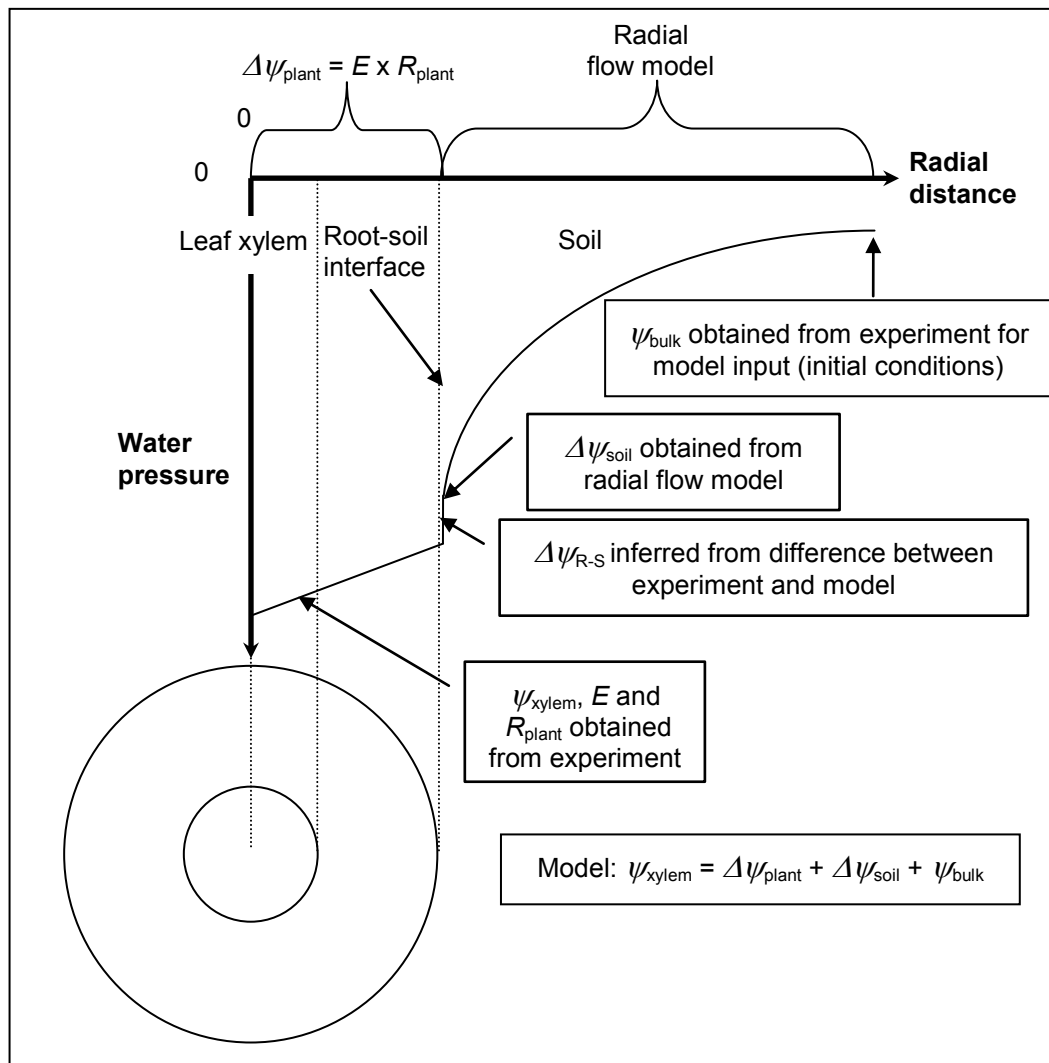 Radial
flow model
Δψplant = E x Rplant
0
0
Radial
distance
Leaf xylem
Root-soil
interface
Soil
ψbulk obtained from experiment for
model input (initial conditions)
Water
pressure
Δψsoil obtained from
radial flow model
ΔψR-S inferred from difference between
experiment and model
ψxylem, E and
Rplant obtained
from experiment
Model: ψxylem = Δψplant + Δψsoil + ψbulk